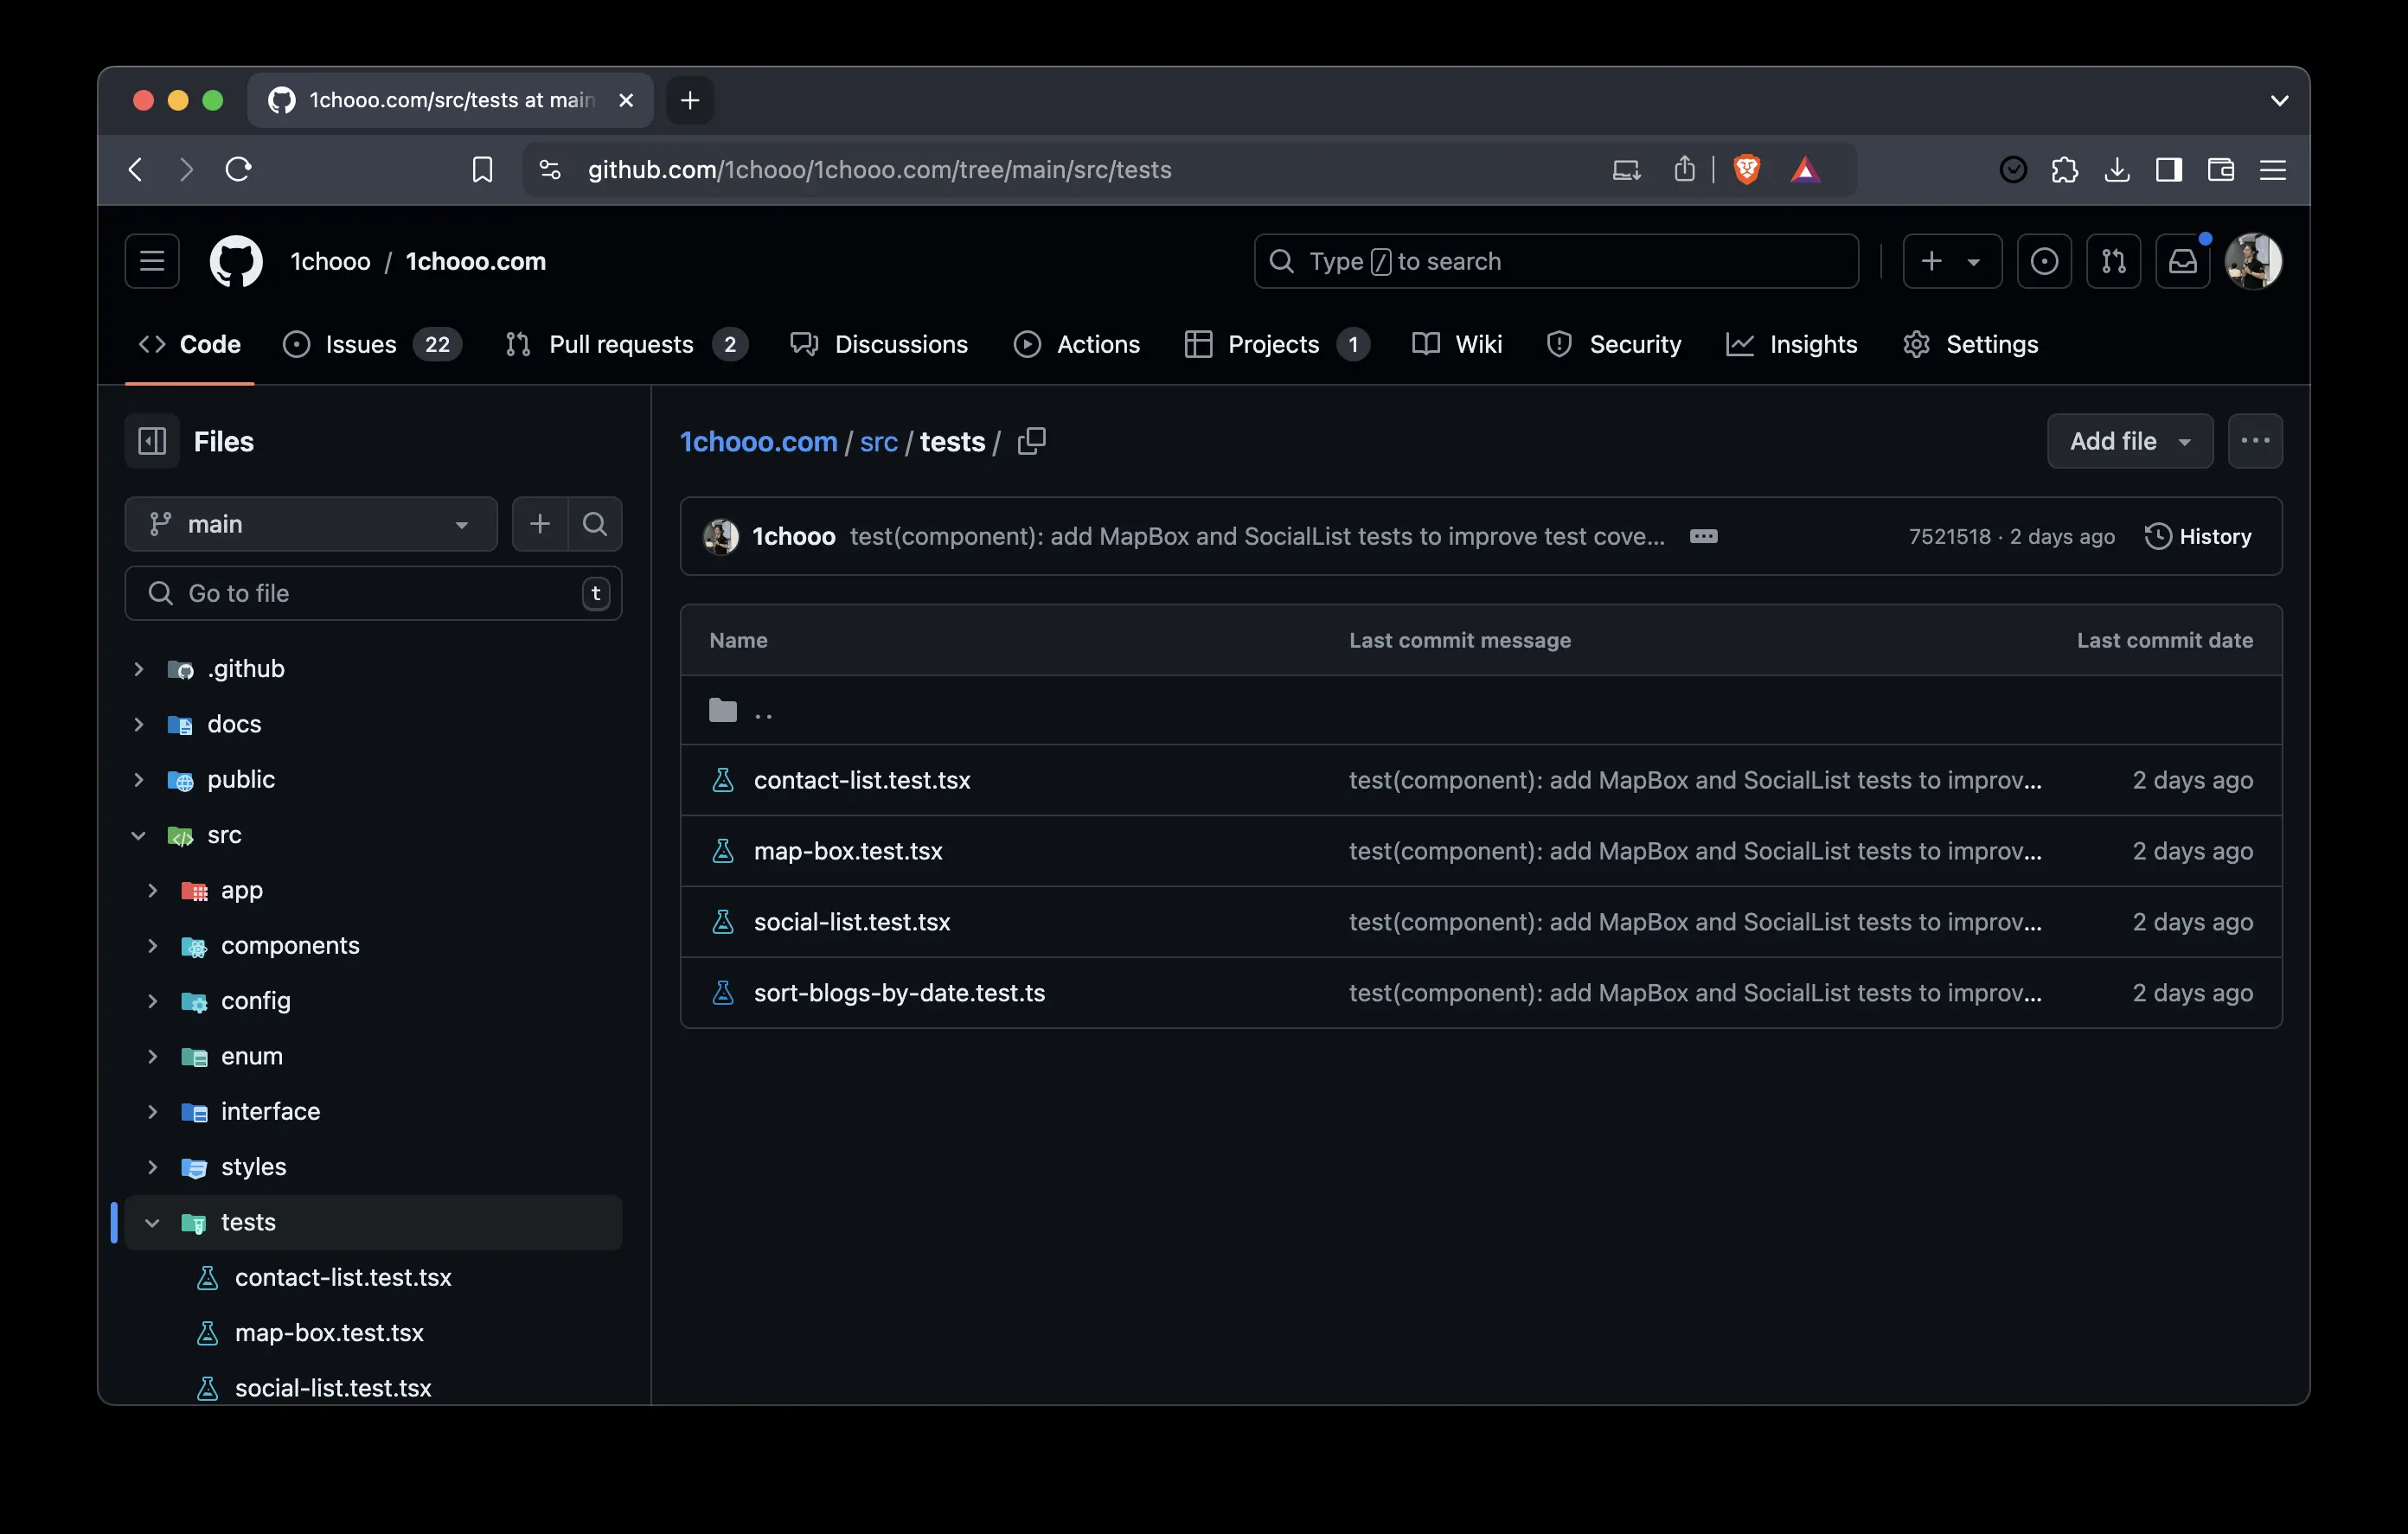 1chooo.com/src/tests at main
github.com/1chooo/1chooo.com/tree/main/src/tests
1chooo / 1chooo.com
Type / to search
Code
Issues 22
Pull requests 2
Discussions
Actions
Projects 1
Wiki
Security
Insights
Settings
Files
main
Go to file t
.github
docs
public
src
app
components
config
enum
interface
styles
tests
contact-list.test.tsx
map-box.test.tsx
social-list.test.tsx
1chooo.com / src / tests /
Add file
1chooo test(component): add MapBox and SocialList tests to improve test cove... 7521518 · 2 days ago History
Name Last commit message Last commit date
..
contact-list.test.tsx test(component): add MapBox and SocialList tests to improv... 2 days ago
map-box.test.tsx test(component): add MapBox and SocialList tests to improv... 2 days ago
social-list.test.tsx test(component): add MapBox and SocialList tests to improv... 2 days ago
sort-blogs-by-date.test.ts test(component): add MapBox and SocialList tests to improv... 2 days ago